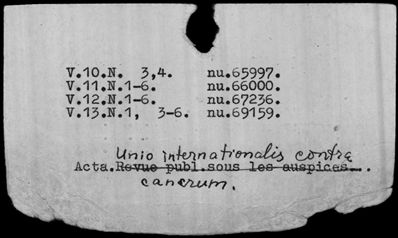 V.10.N. 3,4. nu.65997.
V.11.N.1-6. nu.66000.
V.12.N.1-6. nu.67236.
V.13.N.1, 3-6. nu.69159.
Unio internationalis contra
Acta.Revue publ.sous les auspices...
cancrum.